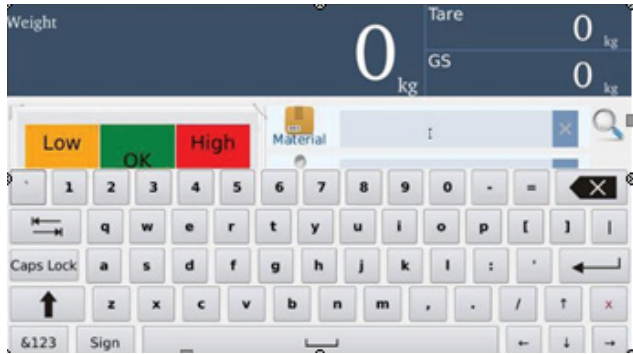 Weight
0 kg
Tare
0 kg
GS
0 kg
Low
OK
High
Material
` 1 2 3 4 5 6 7 8 9 0 - =
q w e r t y u i o p [ ] |
Caps Lock a s d f g h j k l : '
z x c v b n m , . / ↑ x
&123 Sign ← ↓ →